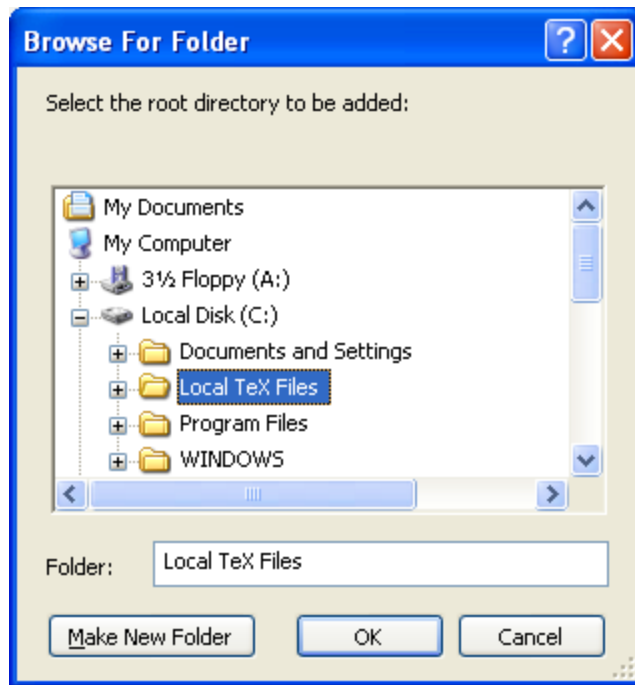 Browse For Folder
Select the root directory to be added:
My Documents
My Computer
3½ Floppy (A:)
Local Disk (C:)
Documents and Settings
Local TeX Files
Program Files
WINDOWS
Folder: Local TeX Files
Make New Folder OK Cancel